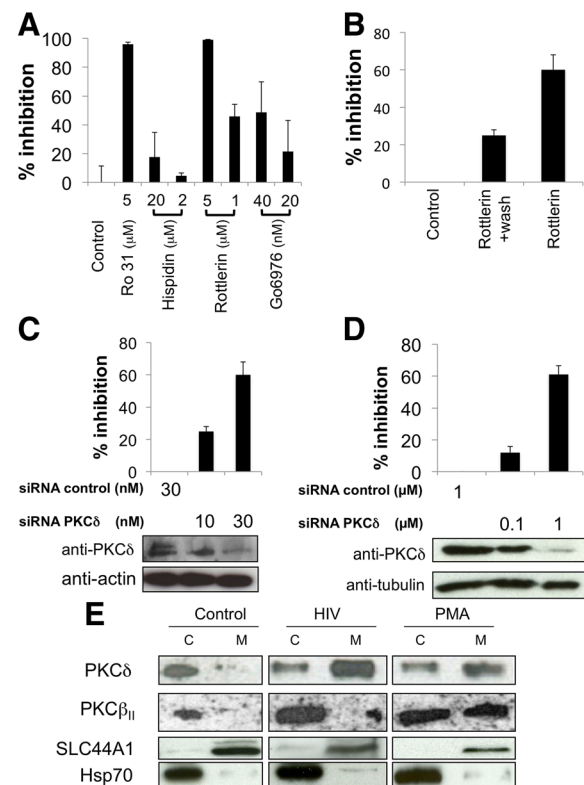 A
B
% inhibition
100
80
60
40
20
0
5 20 2 5 1 40 20
Control
Ro 31 (µM)
Hispidin (µM)
Rottlerin (µM)
Go6976 (nM)
% inhibition
80
60
40
20
0
Control
Rottlerin
+wash
Rottlerin
C
D
% inhibition
80
60
40
20
0
siRNA control (nM) 30
siRNA PKCδ (nM) 10 30
anti-PKCδ
anti-actin
% inhibition
80
60
40
20
0
siRNA control (µM) 1
siRNA PKCδ (µM) 0.1 1
anti-PKCδ
anti-tubulin
E
Control HIV PMA
C M C M C M
PKCδ
PKCβII
SLC44A1
Hsp70